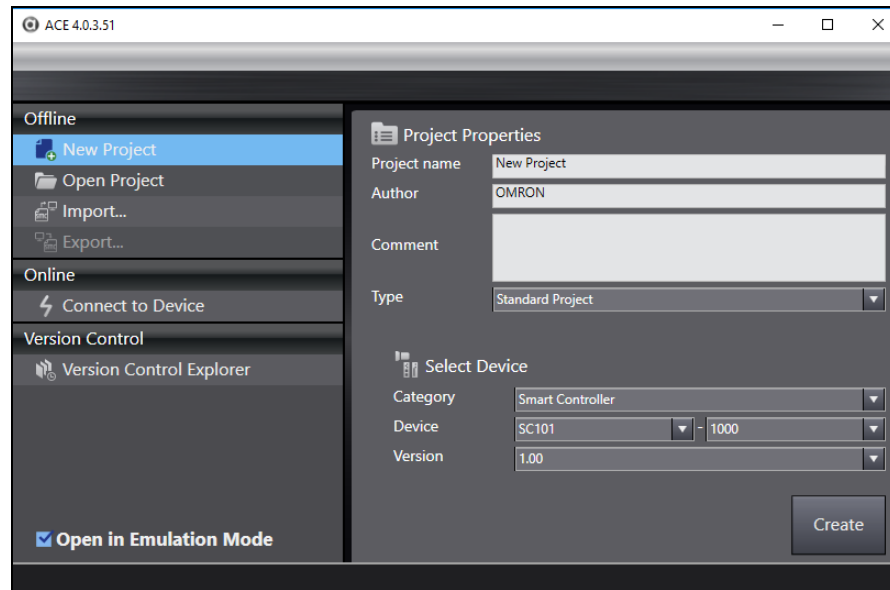 ACE 4.0.3.51
Offline
New Project
Open Project
Import...
Export...
Online
Connect to Device
Version Control
Version Control Explorer
Open in Emulation Mode
Project Properties
Project name New Project
Author OMRON
Comment
Type Standard Project
Select Device
Category Smart Controller
Device SC101 - 1000
Version 1.00
Create